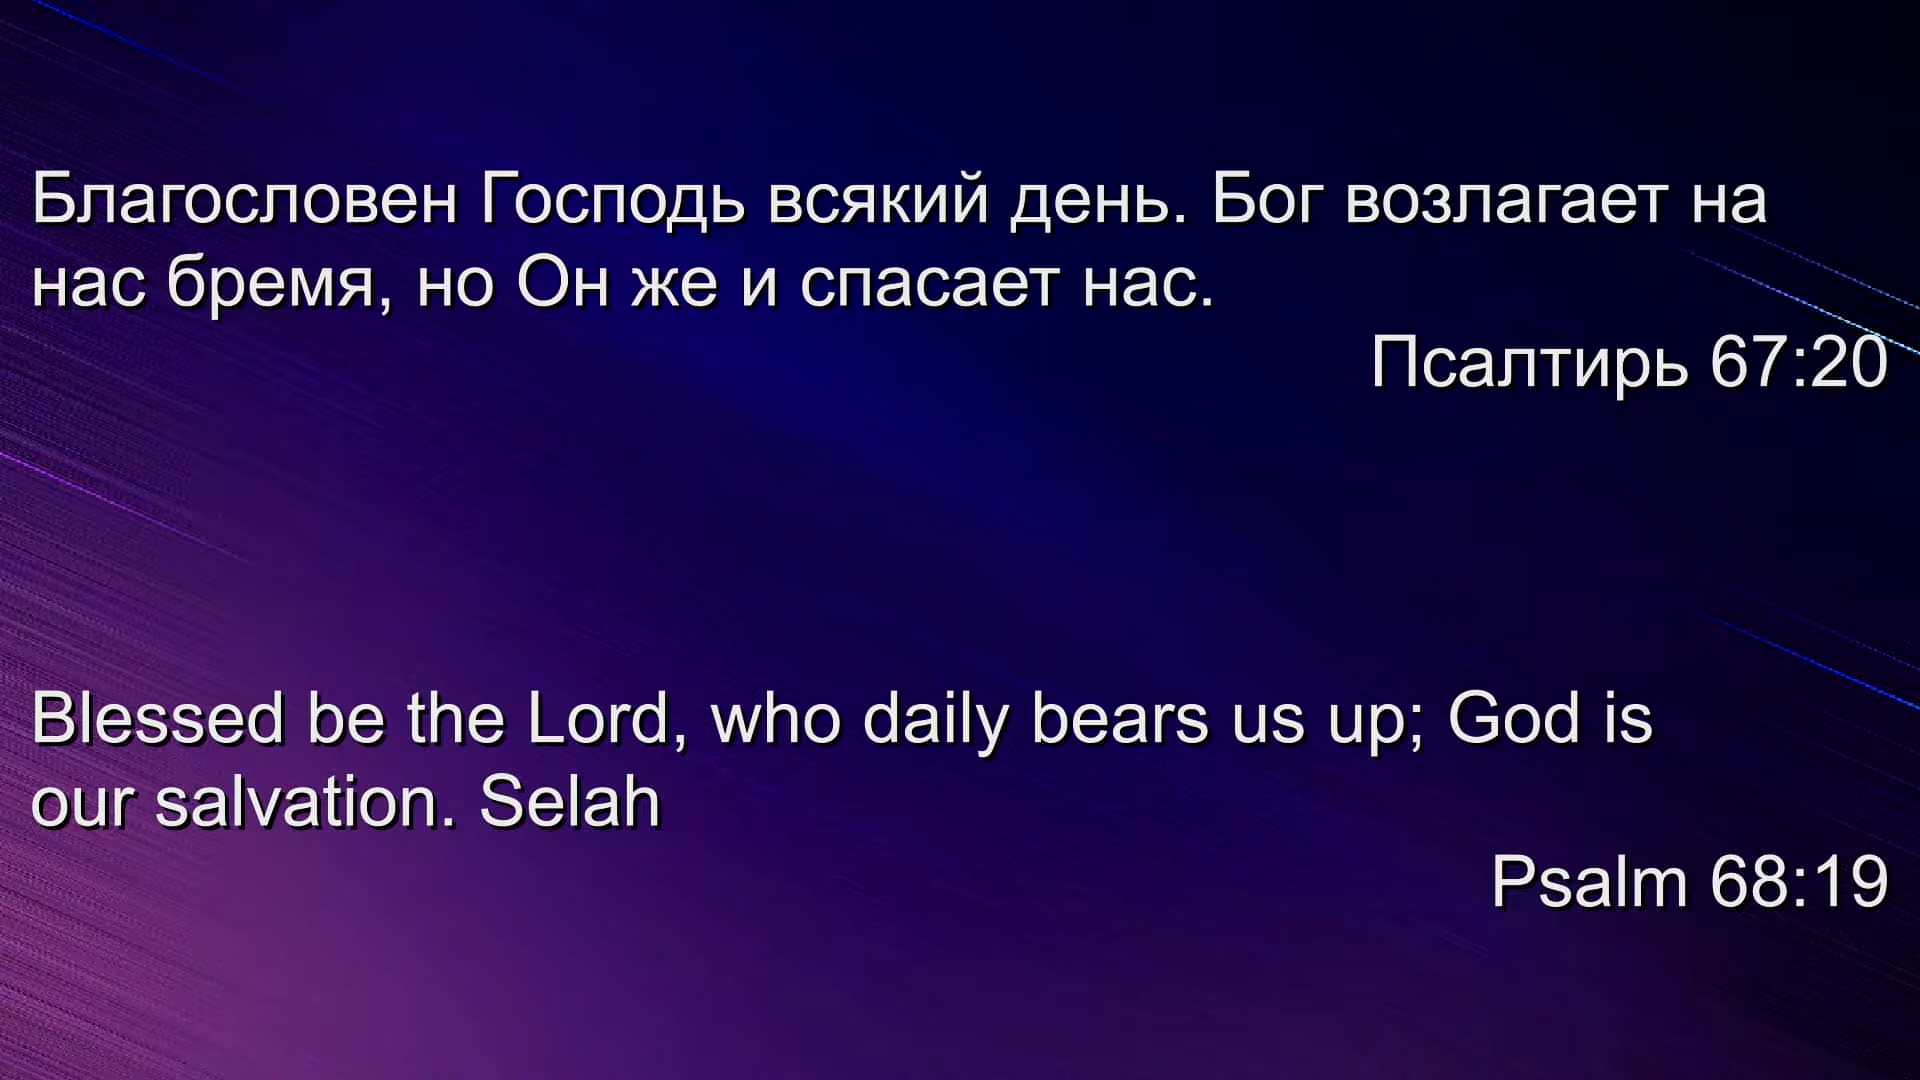 Благословен Господь всякий день. Бог возлагает на
нас бремя, но Он же и спасает нас.
Псалтирь 67:20
Blessed be the Lord, who daily bears us up; God is
our salvation. Selah
Psalm 68:19